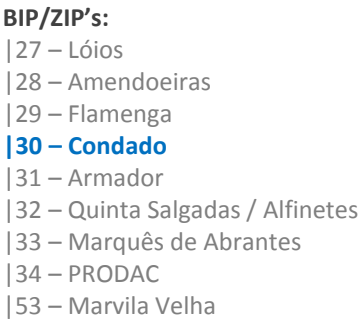 BIP/ZIP’s:
|27 – Lóios
|28 – Amendoeiras
|29 – Flamenga
|30 – Condado
|31 – Armador
|32 – Quinta Salgadas / Alfinetes
|33 – Marquês de Abrantes
|34 – PRODAC
|53 – Marvila Velha